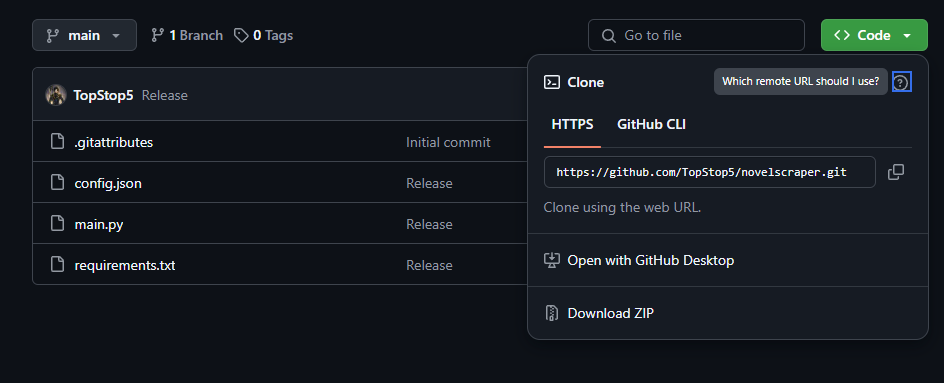 main
1 Branch
0 Tags
Go to file
Code
TopStop5 Release
Clone
Which remote URL should I use?
HTTPS
GitHub CLI
.gitattributes
Initial commit
https://github.com/TopStop5/novelscraper.git
config.json
Release
Clone using the web URL.
main.py
Release
Open with GitHub Desktop
requirements.txt
Release
Download ZIP